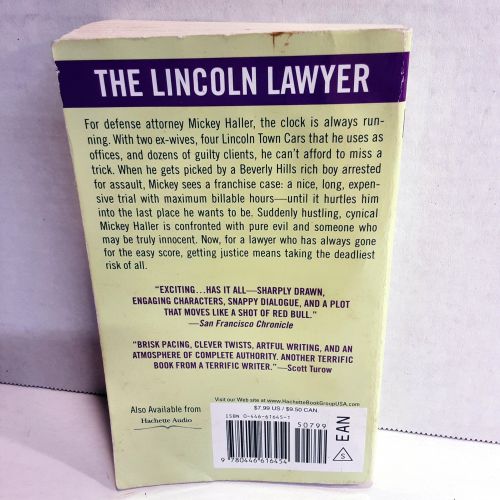 THE LINCOLN LAWYER
For defense attorney Mickey Haller, the clock is always run-
ning. With two ex-wives, four Lincoln Town Cars that he uses as
offices, and dozens of guilty clients, he can't afford to miss a
trick. When he gets picked by a Beverly Hills rich boy arrested
for assault, Mickey sees a franchise case: a nice, long, expen-
sive trial with maximum billable hours—until it hurtles him
into the last place he wants to be. Suddenly hustling, cynical
Mickey Haller is confronted with pure evil and someone who
may be truly innocent. Now, for a lawyer who has always gone
for the easy score, getting justice means taking the deadliest
risk of all.
"EXCITING...HAS IT ALL—SHARPLY DRAWN,
ENGAGING CHARACTERS, SNAPPY DIALOGUE, AND A PLOT
THAT MOVES LIKE A SHOT OF RED BULL."
—San Francisco Chronicle
"BRISK PACING, CLEVER TWISTS, ARTFUL WRITING, AND AN
ATMOSPHERE OF COMPLETE AUTHORITY. ANOTHER TERRIFIC
BOOK FROM A TERRIFIC WRITER."—Scott Turow
Visit our Web site at www.HachetteBookGroupUSA.com
$7.99 US / $9.50 CAN.
Also Available from
Hachette Audio
ISBN 0-446-61645-1
50799
9 780446 616454
EAN
S